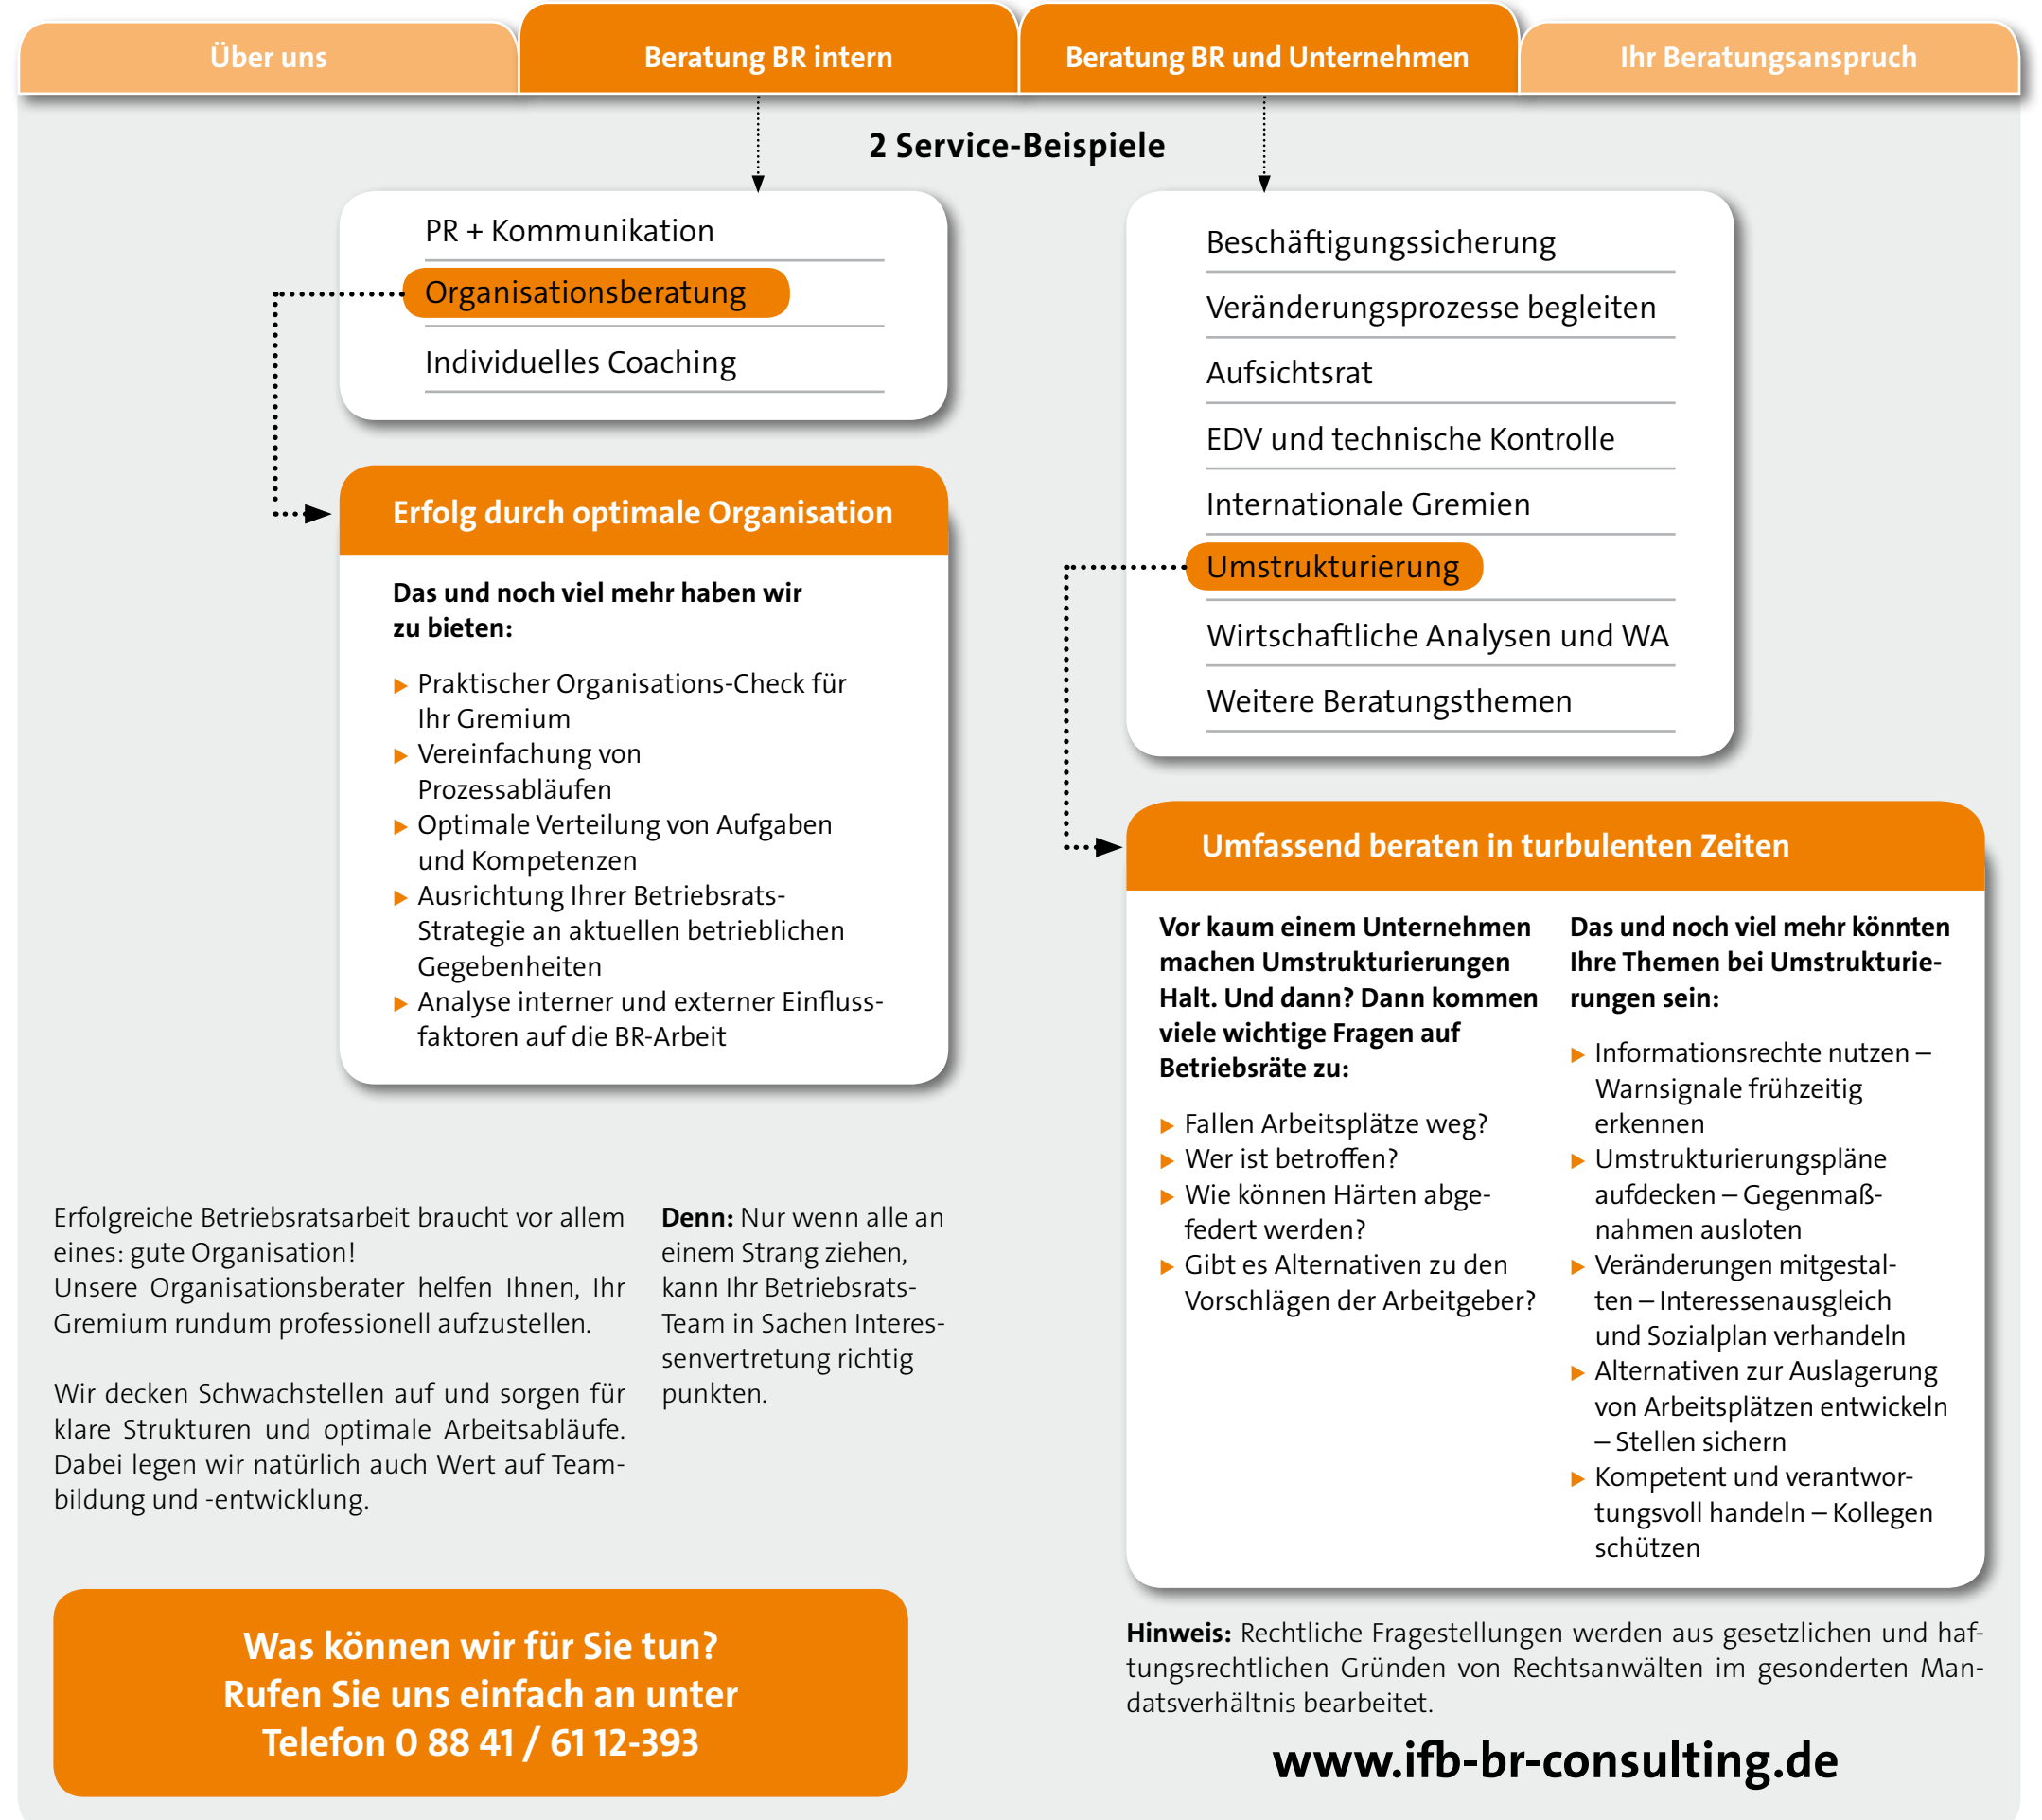 Über uns
Beratung BR intern
Beratung BR und Unternehmen
Ihr Beratungsanspruch
2 Service-Beispiele
PR + Kommunikation
Organisationsberatung
Individuelles Coaching
Erfolg durch optimale Organisation
Das und noch viel mehr haben wir
zu bieten:
▶ Praktischer Organisations-Check für
Ihr Gremium
▶ Vereinfachung von
Prozessabläufen
▶ Optimale Verteilung von Aufgaben
und Kompetenzen
▶ Ausrichtung Ihrer Betriebsrats-
Strategie an aktuellen betrieblichen
Gegebenheiten
▶ Analyse interner und externer Einfluss-
faktoren auf die BR-Arbeit
Erfolgreiche Betriebsratsarbeit braucht vor allem
eines: gute Organisation!
Unsere Organisationsberater helfen Ihnen, Ihr
Gremium rundum professionell aufzustellen.
Wir decken Schwachstellen auf und sorgen für
klare Strukturen und optimale Arbeitsabläufe.
Dabei legen wir natürlich auch Wert auf Team-
bildung und -entwicklung.
Denn: Nur wenn alle an
einem Strang ziehen,
kann Ihr Betriebsrats-
Team in Sachen Interes-
senvertretung richtig
punkten.
Was können wir für Sie tun?
Rufen Sie uns einfach an unter
Telefon 0 88 41 / 61 12-393
Beschäftigungssicherung
Veränderungsprozesse begleiten
Aufsichtsrat
EDV und technische Kontrolle
Internationale Gremien
Umstrukturierung
Wirtschaftliche Analysen und WA
Weitere Beratungsthemen
Umfassend beraten in turbulenten Zeiten
Vor kaum einem Unternehmen
machen Umstrukturierungen
Halt. Und dann? Dann kommen
viele wichtige Fragen auf
Betriebsräte zu:
▶ Fallen Arbeitsplätze weg?
▶ Wer ist betroffen?
▶ Wie können Härten abge-
federt werden?
▶ Gibt es Alternativen zu den
Vorschlägen der Arbeitgeber?
Das und noch viel mehr könnten
Ihre Themen bei Umstrukturie-
rungen sein:
▶ Informationsrechte nutzen –
Warnsignale frühzeitig
erkennen
▶ Umstrukturierungspläne
aufdecken – Gegenmaß-
nahmen ausloten
▶ Veränderungen mitgestal-
ten – Interessenausgleich
und Sozialplan verhandeln
▶ Alternativen zur Auslagerung
von Arbeitsplätzen entwickeln
– Stellen sichern
▶ Kompetent und verantwor-
tungsvoll handeln – Kollegen
schützen
Hinweis: Rechtliche Fragestellungen werden aus gesetzlichen und haf-
tungsrechtlichen Gründen von Rechtsanwälten im gesonderten Man-
datsverhältnis bearbeitet.
www.ifb-br-consulting.de